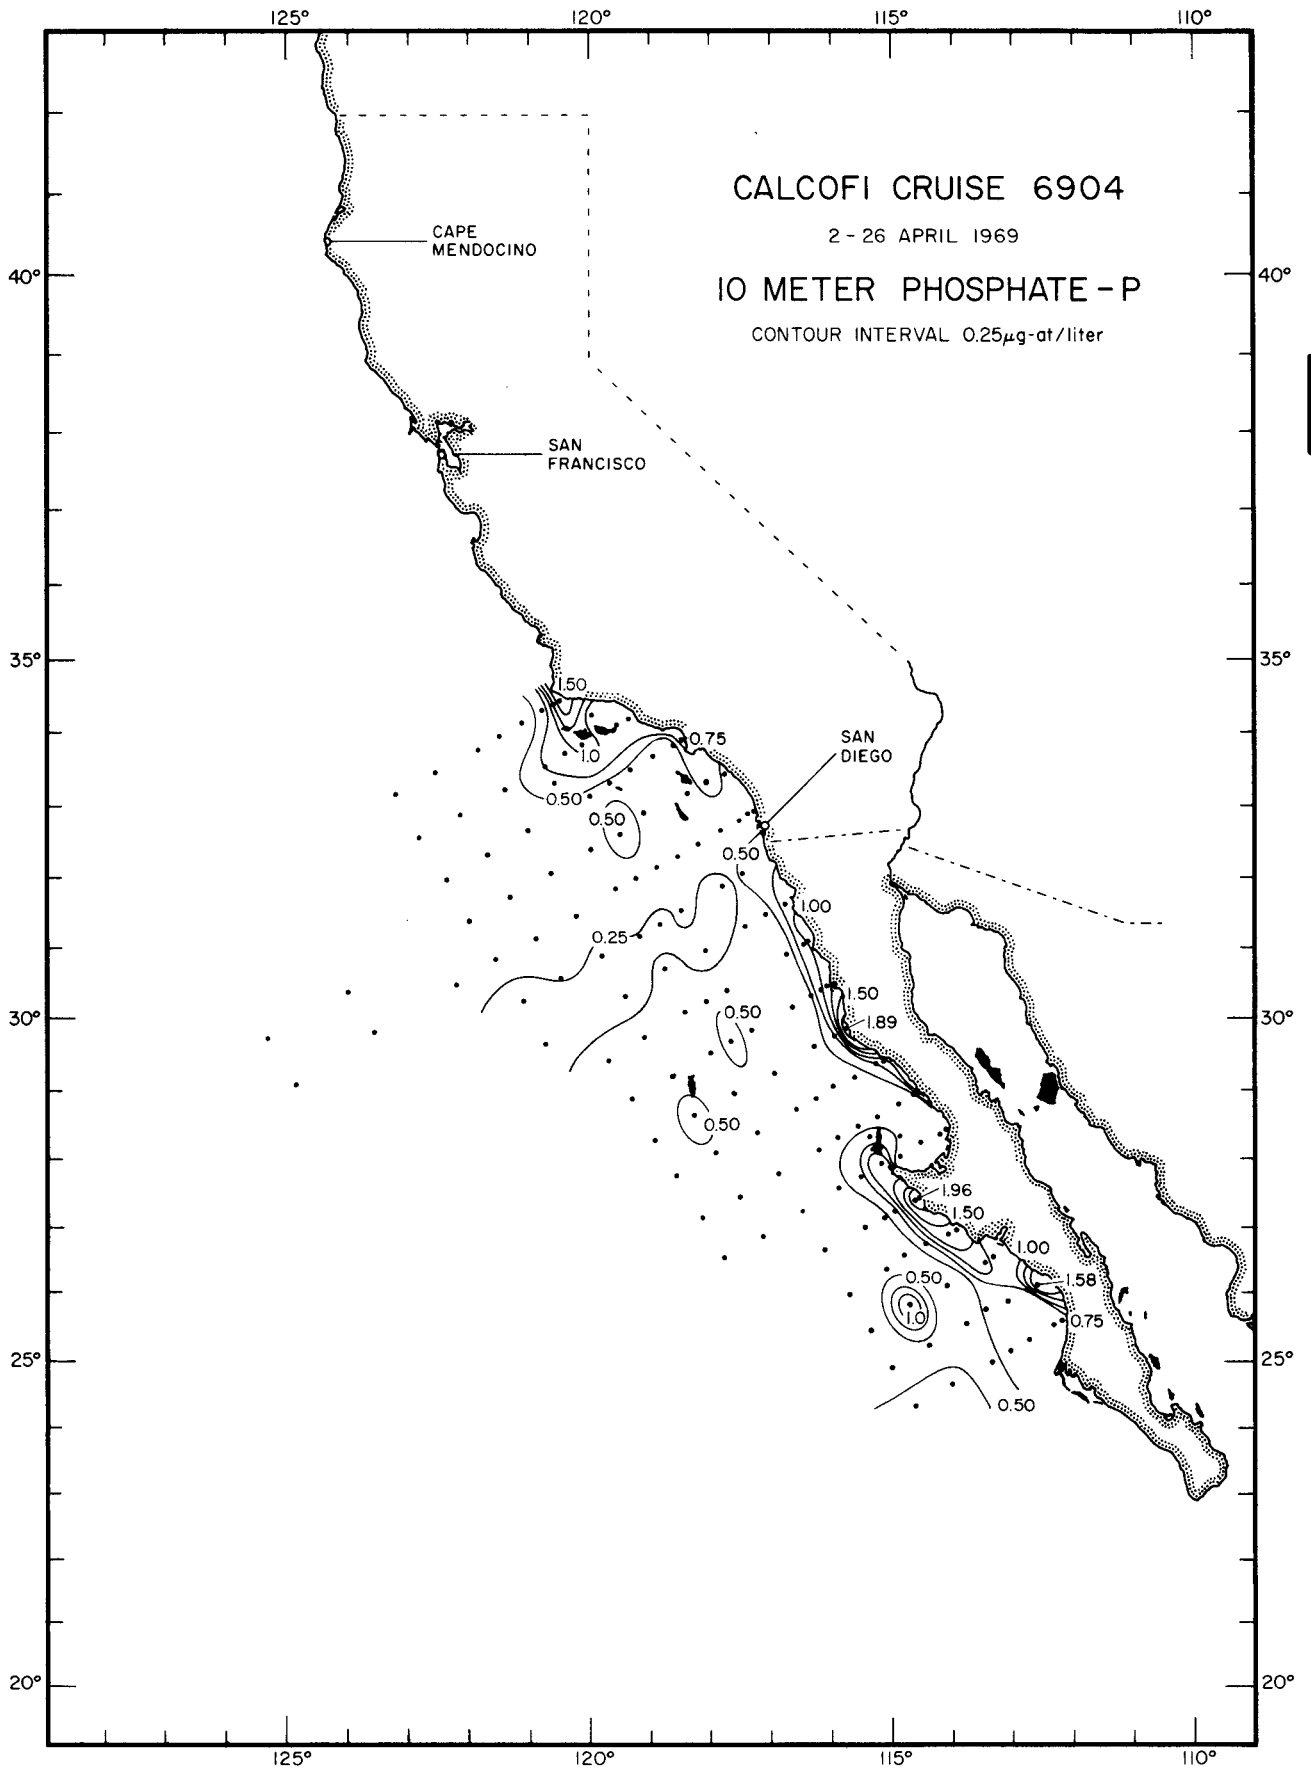 125° 120° 115° 110°
CALCOFI CRUISE 6904
2-26 APRIL 1969
CAPE
MENDOCINO
40° 40°
10 METER PHOSPHATE-P
CONTOUR INTERVAL 0.25µg-at/liter
SAN
FRANCISCO
35° 35°
1.50
SAN
DIEGO
0.75
1.0
0.50
0.50
0.50
1.00
0.25
1.50
0.50
1.89
30° 30°
0.50
1.96
1.50
1.00
0.50
1.58
1.0
0.75
25° 25°
0.50
20° 20°
125° 120° 115° 110°